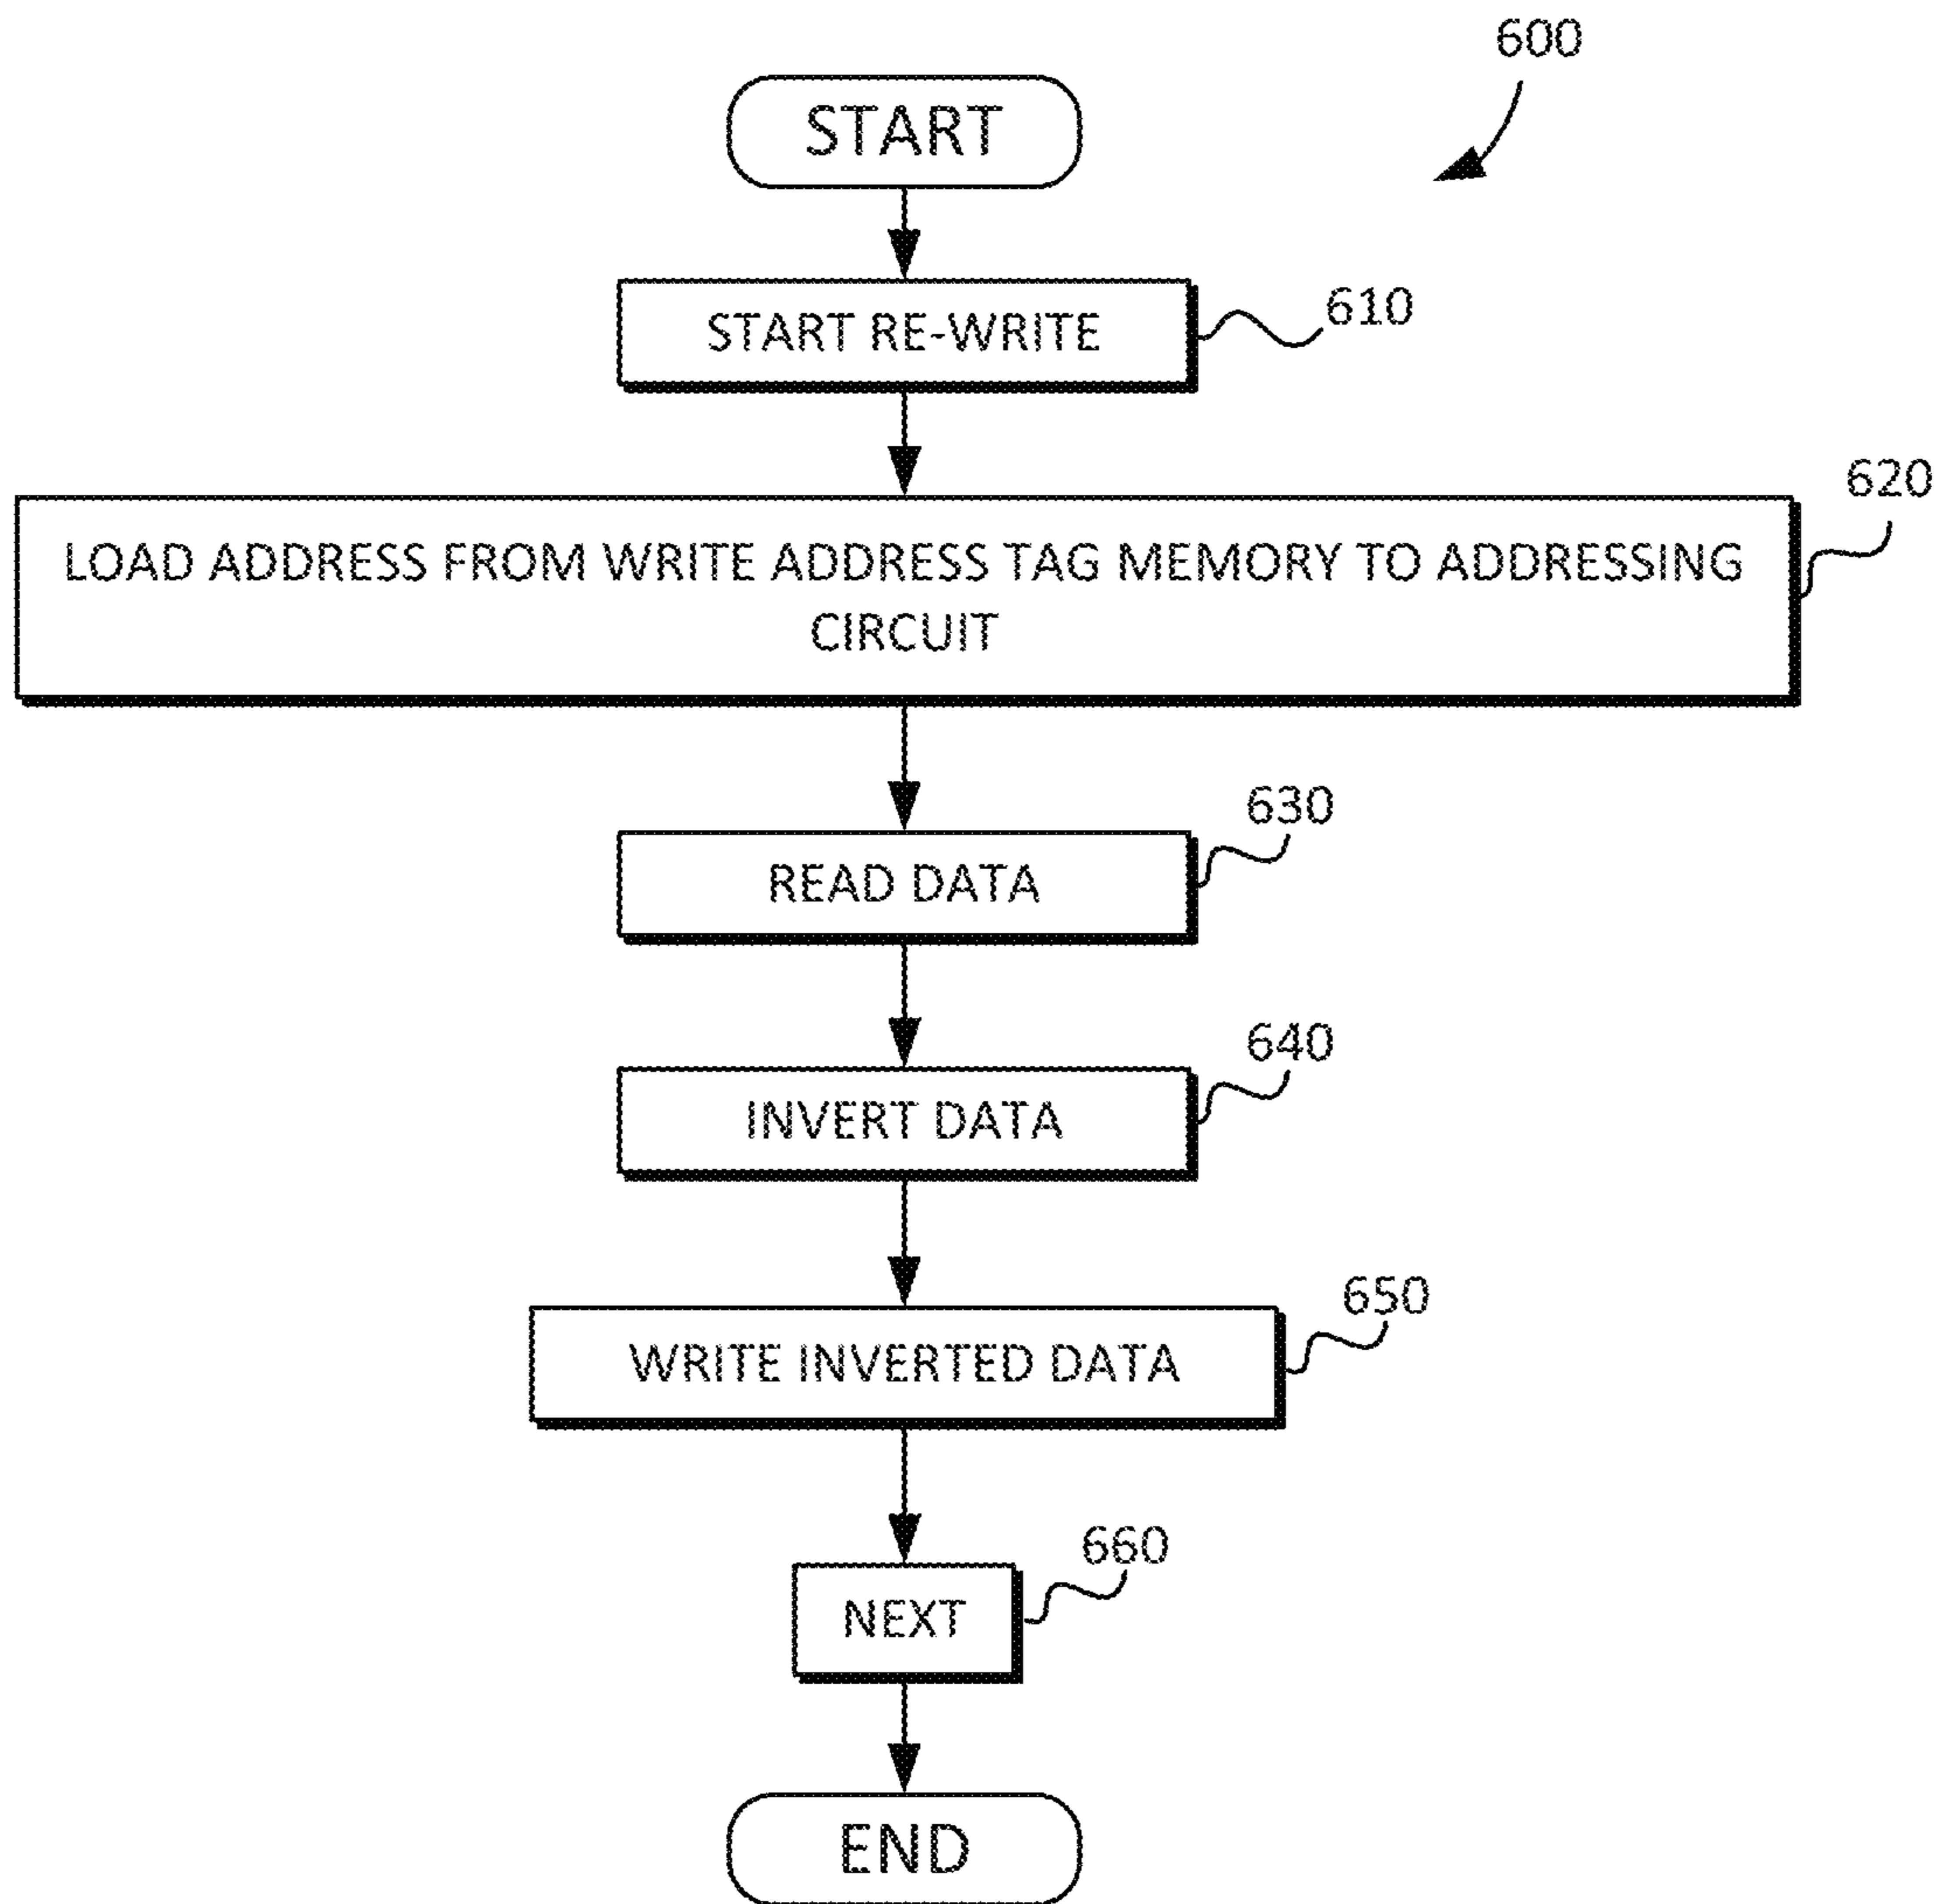 600
START
START RE-WRITE
610
LOAD ADDRESS FROM WRITE ADDRESS TAG MEMORY TO ADDRESSING
CIRCUIT
620
READ DATA
630
INVERT DATA
640
WRITE INVERTED DATA
650
NEXT
660
END